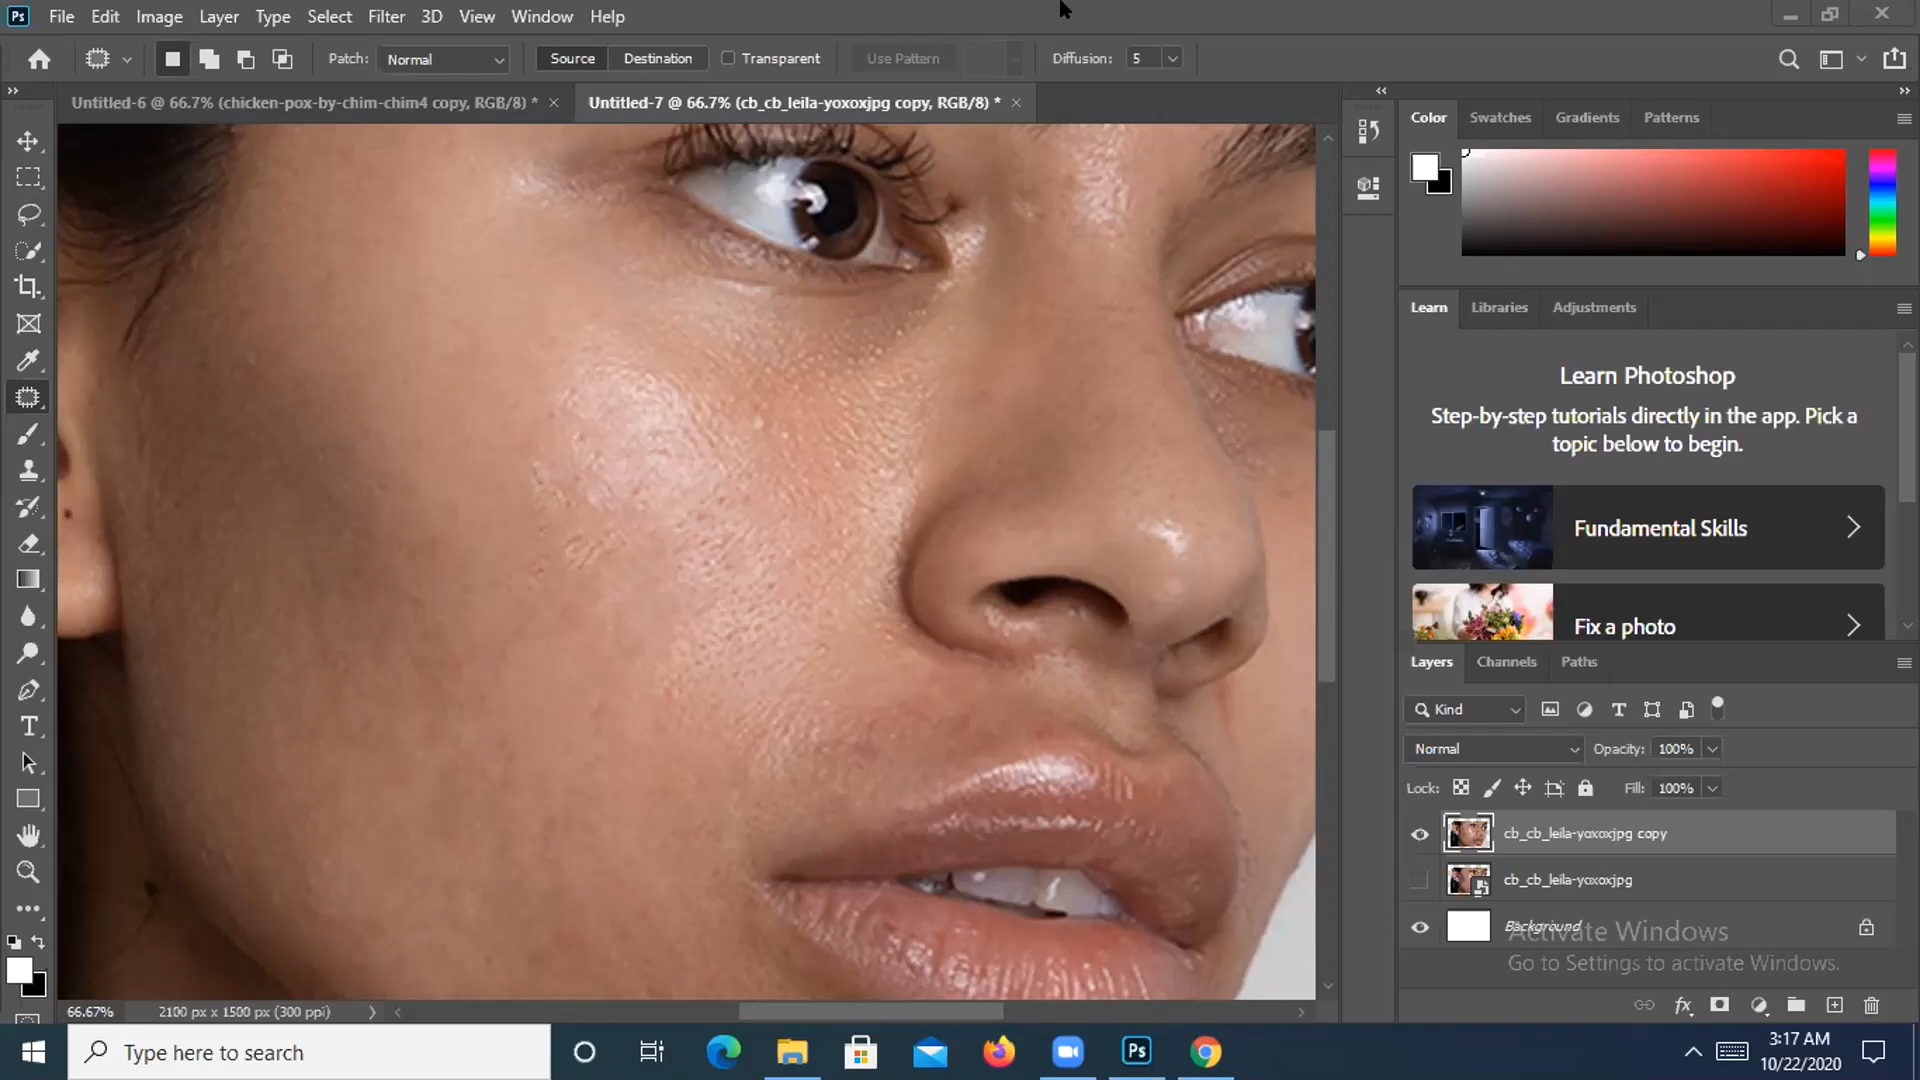 Ps File Edit Image Layer Type Select Filter 3D View Window Help
Patch: Normal Source Destination Transparent Use Pattern Diffusion: 5
Untitled-6 @ 66.7% (chicken-pox-by-chim-chim4 copy, RGB/8) *
Untitled-7 @ 66.7% (cb_cb_leila-yoxoxjpg copy, RGB/8) *
Color Swatches Gradients Patterns
Learn Libraries Adjustments
Learn Photoshop
Step-by-step tutorials directly in the app. Pick a
topic below to begin.
Fundamental Skills
Fix a photo
Layers Channels Paths
Kind
Normal Opacity: 100%
Lock: Fill: 100%
cb_cb_leila-yoxoxjpg copy
cb_cb_leila-yoxoxjpg
Background
Activate Windows
Go to Settings to activate Windows.
66.67% 2100 px x 1500 px (300 ppi)
Type here to search
Ps
3:17 AM
10/22/2020